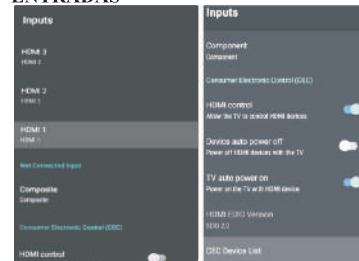 ENTRADAS
Inputs
HDMI 3
HDMI 3
HDMI 2
HDMI 2
HDMI 1
HDMI 1
Not Connected Input
Composite
Composite
Consumer Electronic Control (CEC)
HDMI control
Inputs
Component
Component
Consumer Electronic Control (CEC)
HDMI control
Allow the TV to control HDMI devices
Device auto power off
Power off HDMI devices with the TV
TV auto power on
Power on the TV with HDMI device
HDMI EDID Version
EDID 2.0
CEC Device List